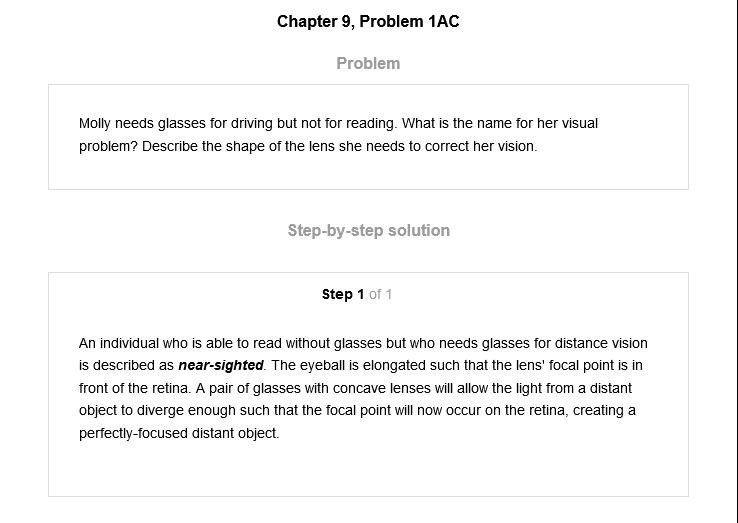 Chapter 9, Problem 1AC
Problem
Molly needs glasses for driving but not for reading. What is the name for her visual
problem? Describe the shape of the lens she needs to correct her vision.
Step-by-step solution
Step 1 of 1
An individual who is able to read without glasses but who needs glasses for distance vision
is described as near-sighted. The eyeball is elongated such that the lens' focal point is in
front of the retina. A pair of glasses with concave lenses will allow the light from a distant
object to diverge enough such that the focal point will now occur on the retina, creating a
perfectly-focused distant object.